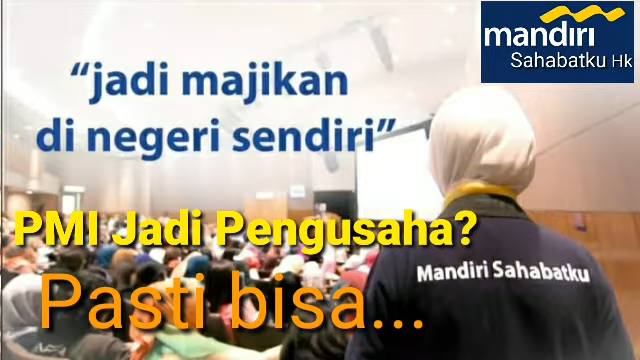 mandiri
Sahabatku Hk
“jadi majikan
di negeri sendiri”
PMI Jadi Pengusaha?
Mandiri Sahabatku
Pasti bisa...